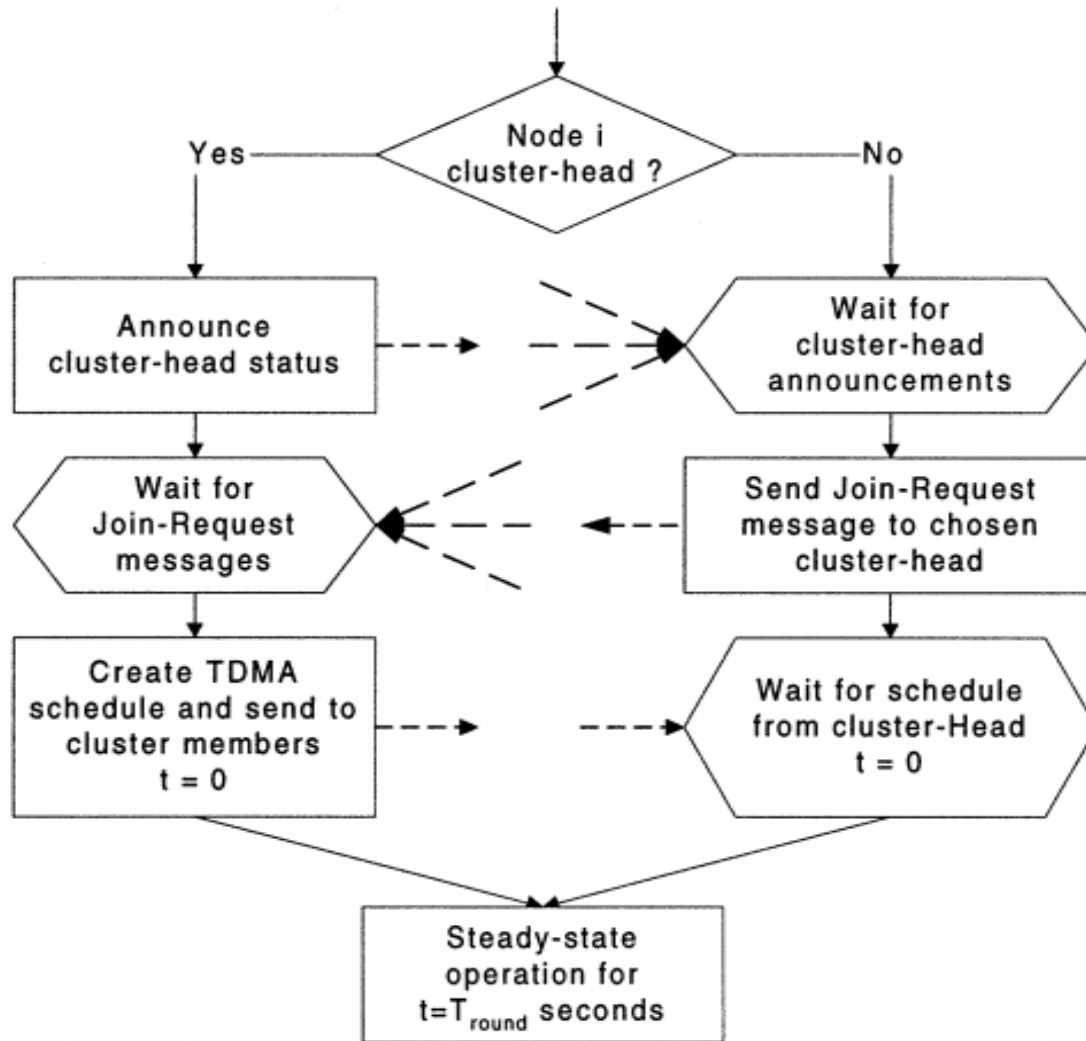 Node i
cluster-head ?
Yes
No
Announce
cluster-head status
Wait for
cluster-head
announcements
Wait for
Join-Request
messages
Send Join-Request
message to chosen
cluster-head
Create TDMA
schedule and send to
cluster members
t = 0
Wait for schedule
from cluster-Head
t = 0
Steady-state
operation for
t=Tround seconds